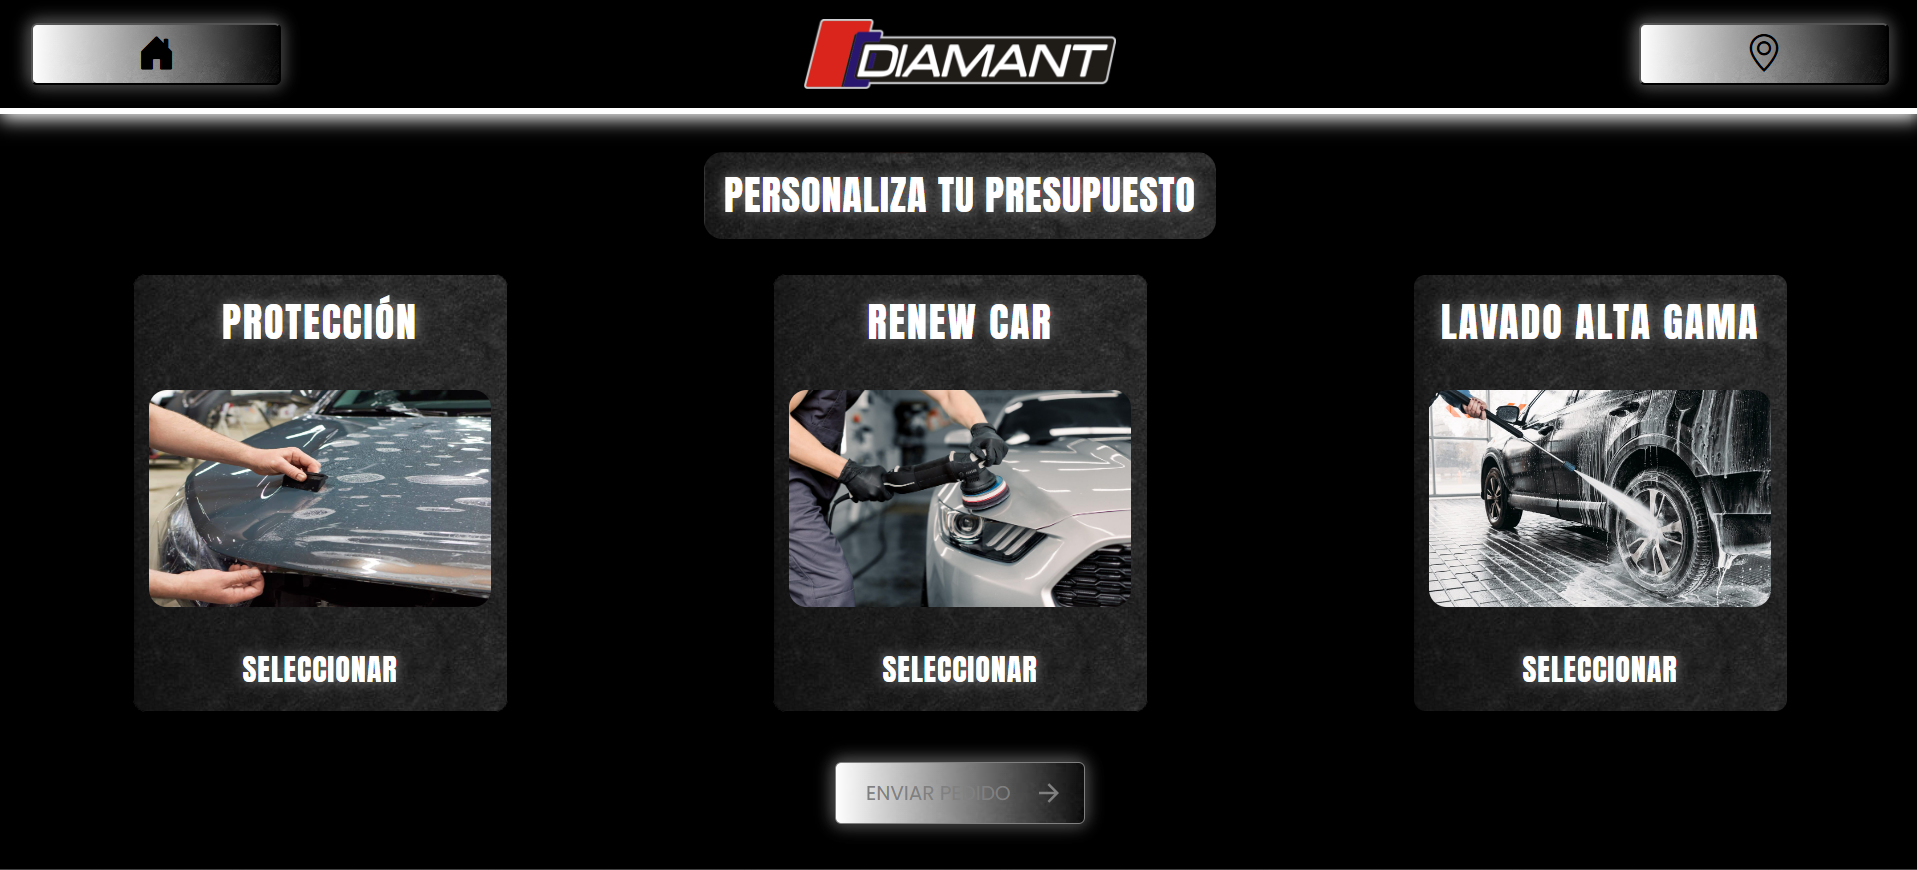 DIAMANT
PERSONALIZA TU PRESUPUESTO
PROTECCIÓN
RENEW CAR
LAVADO ALTA GAMA
SELECCIONAR
SELECCIONAR
SELECCIONAR
ENVIAR PEDIDO